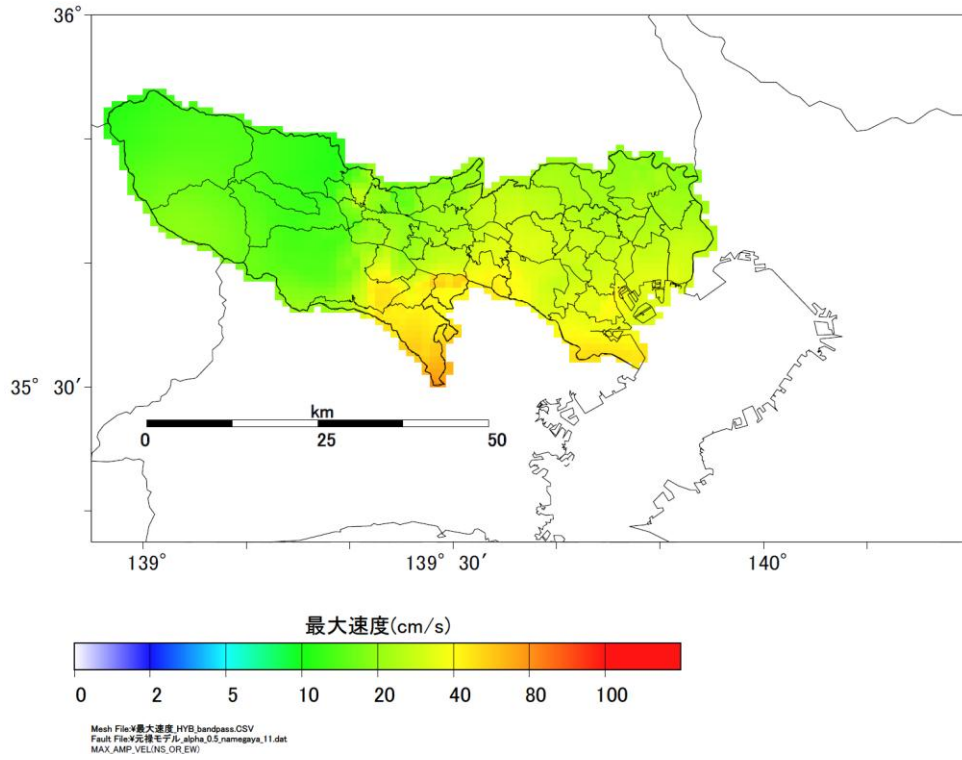 36°
35° 30′
km
0 25 50
139° 139° 30′ 140°
最大速度(cm/s)
0 2 5 10 20 40 80 100
Mesh File:¥最大速度_HYB_bandpass.CSV
Fault File:¥元禄モデル_alpha_0.5_namegaya_11.dat
MAX_AMP_VEL(NS_OR_EW)